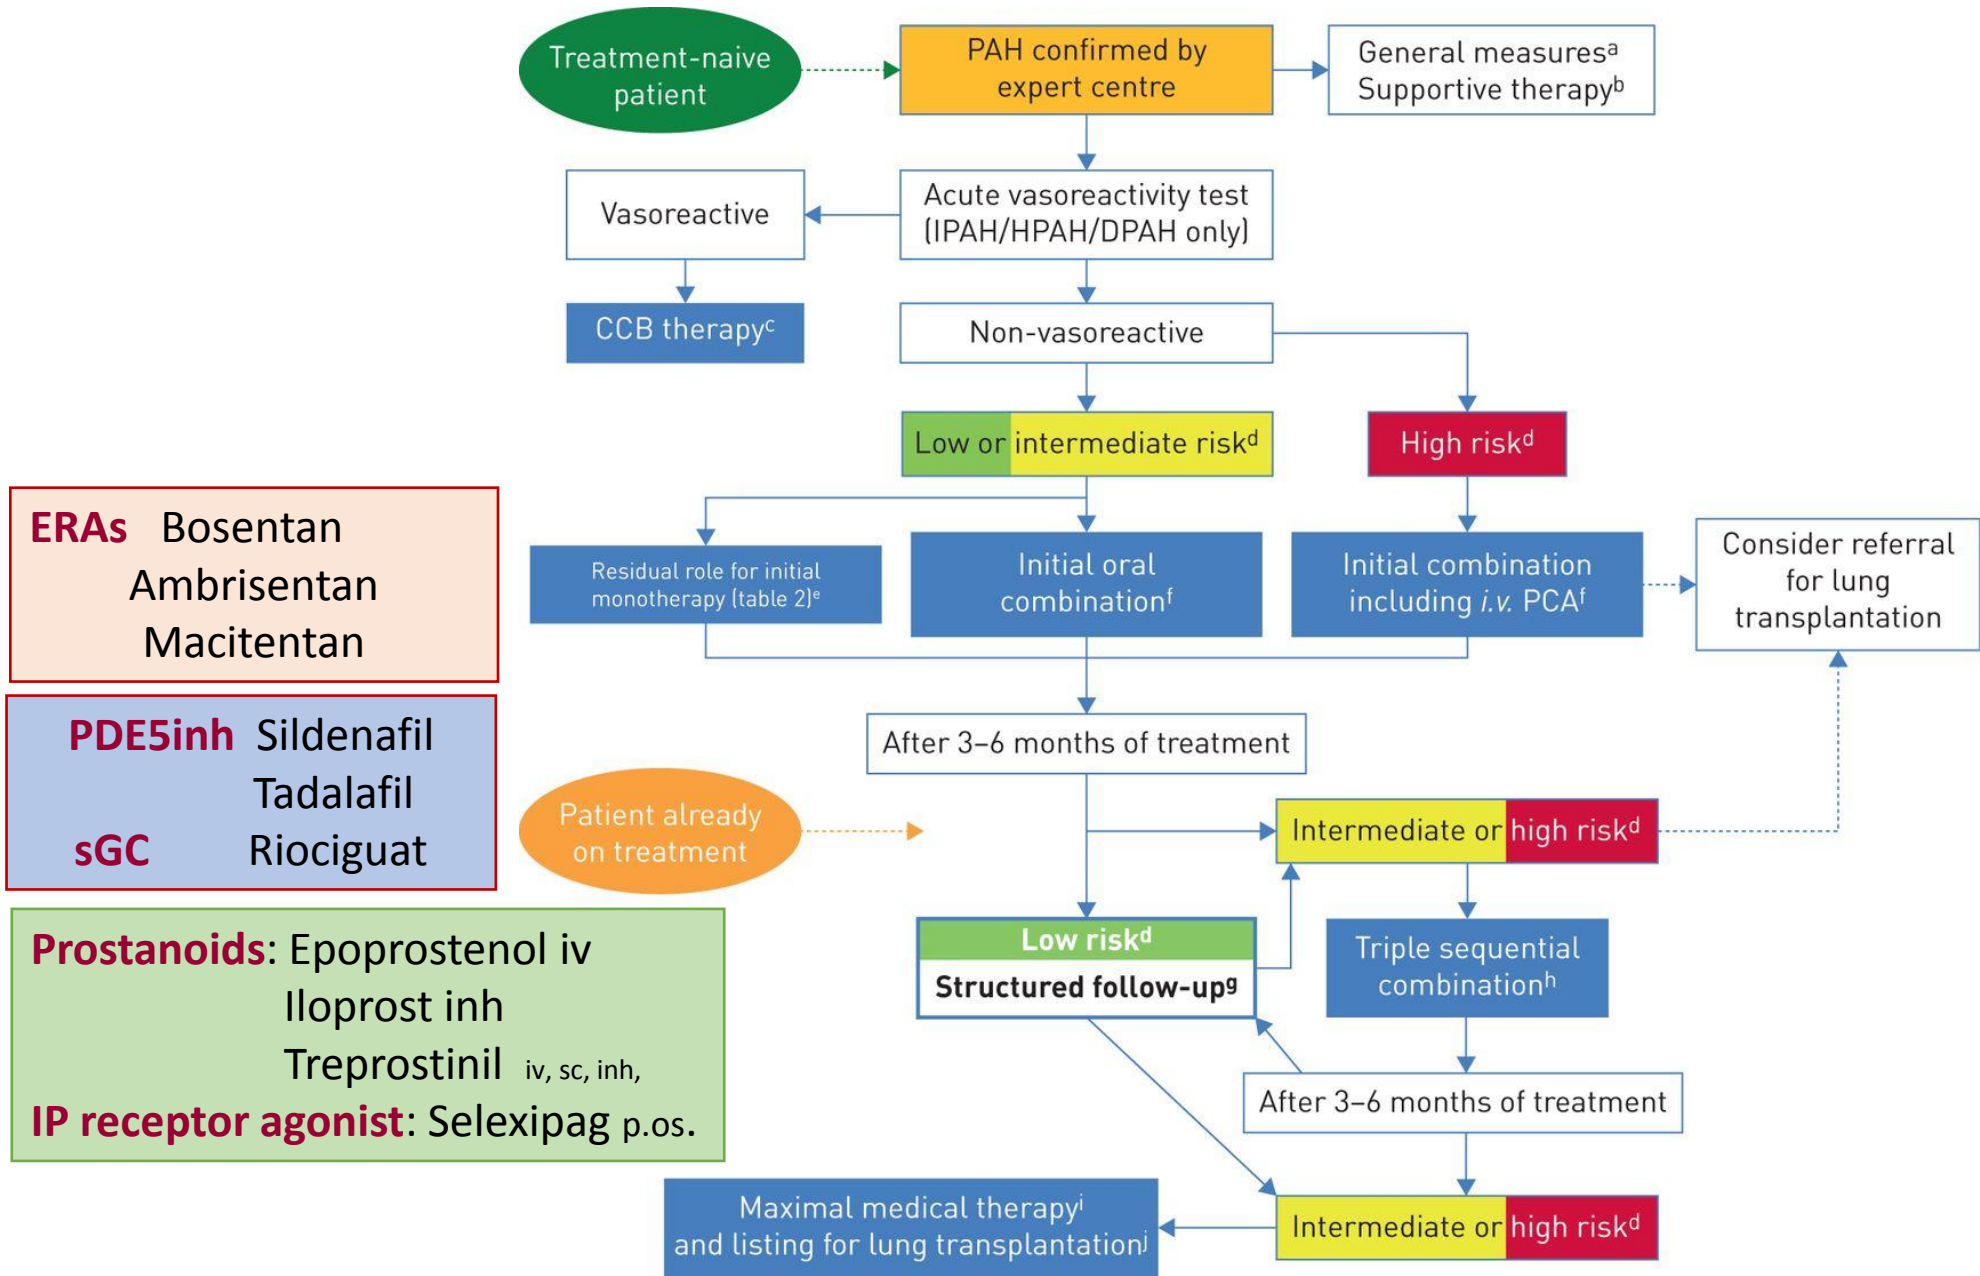 Treatment-naive
patient
PAH confirmed by
expert centre
General measuresᵃ
Supportive therapyᵇ
Vasoreactive
Acute vasoreactivity test
(IPAH/HPAH/DPAH only)
CCB therapyᶜ
Non-vasoreactive
Low or intermediate riskᵈ
High riskᵈ
ERAs Bosentan
Ambrisentan
Macitentan
Residual role for initial
monotherapy (table 2)ᵉ
Initial oral
combinationᶠ
Initial combination
including i.v. PCAᶠ
Consider referral
for lung
transplantation
PDE5inh Sildenafil
Tadalafil
sGC Riociguat
After 3–6 months of treatment
Patient already
on treatment
Intermediate or high riskᵈ
Prostanoids: Epoprostenol iv
Iloprost inh
Treprostinil iv, sc, inh,
IP receptor agonist: Selexipag p.os.
Low riskᵈ
Structured follow-upᵍ
Triple sequential
combinationʰ
After 3–6 months of treatment
Maximal medical therapyⁱ
and listing for lung transplantationʲ
Intermediate or high riskᵈ